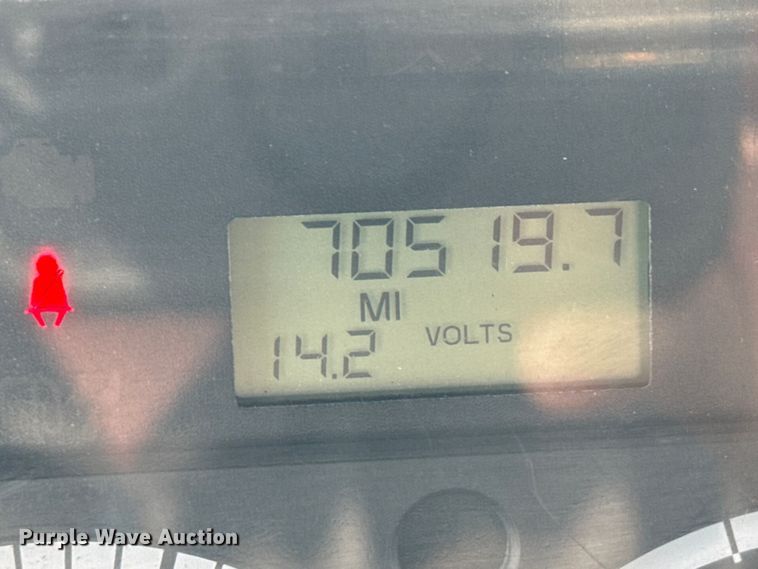 70519.7
MI
14.2 VOLTS
Purple Wave Auction